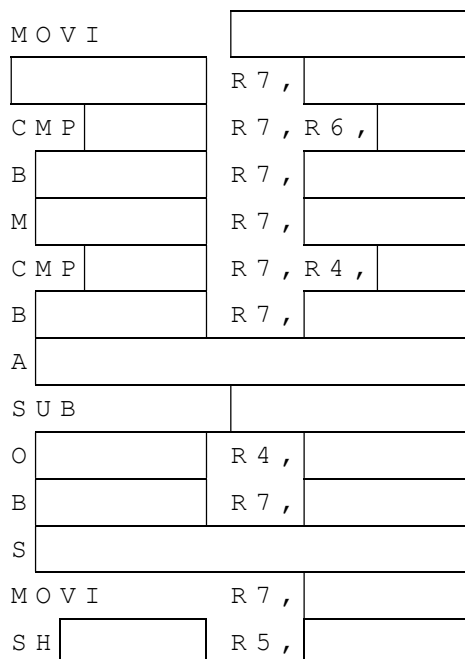 MOVI
R7,
CMP R7,R6,
B R7,
M R7,
CMP R7,R4,
B R7,
A
SUB
O R4,
B R7,
S
MOVI R7,
SH R5,